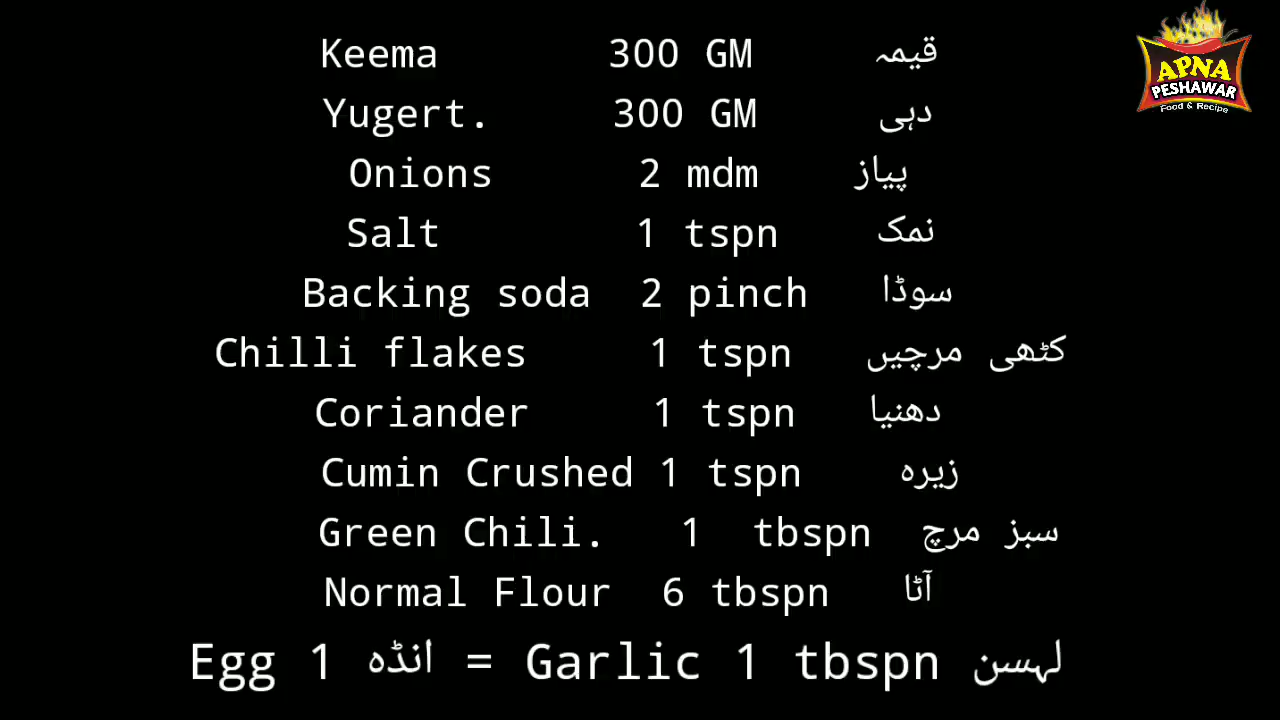 Keema 300 GM قیمہ
Yugert. 300 GM دہی
Onions 2 mdm پیاز
Salt 1 tspn نمک
Backing soda 2 pinch سوڈا
Chilli flakes 1 tspn کٹھی مرچیں
Coriander 1 tspn دھنیا
Cumin Crushed 1 tspn زیرہ
Green Chili. 1 tbspn سبز مرچ
Normal Flour 6 tbspn آٹا
Egg 1 انڈہ = Garlic 1 tbspn لہسن
APNA
PESHAWAR
Food & Recipe